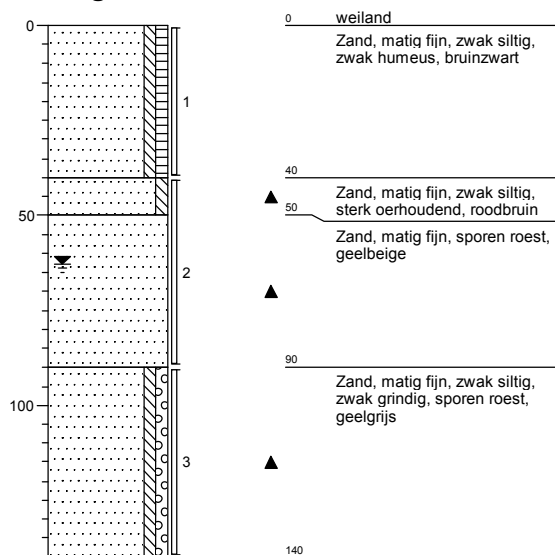 0
weiland
0
Zand, matig fijn, zwak siltig,
zwak humeus, bruinzwart
1
40
Zand, matig fijn, zwak siltig,
sterk oerhoudend, roodbruin
50
50
Zand, matig fijn, sporen roest,
geelbeige
2
90
Zand, matig fijn, zwak siltig,
zwak grindig, sporen roest,
geelgrijs
100
3
140